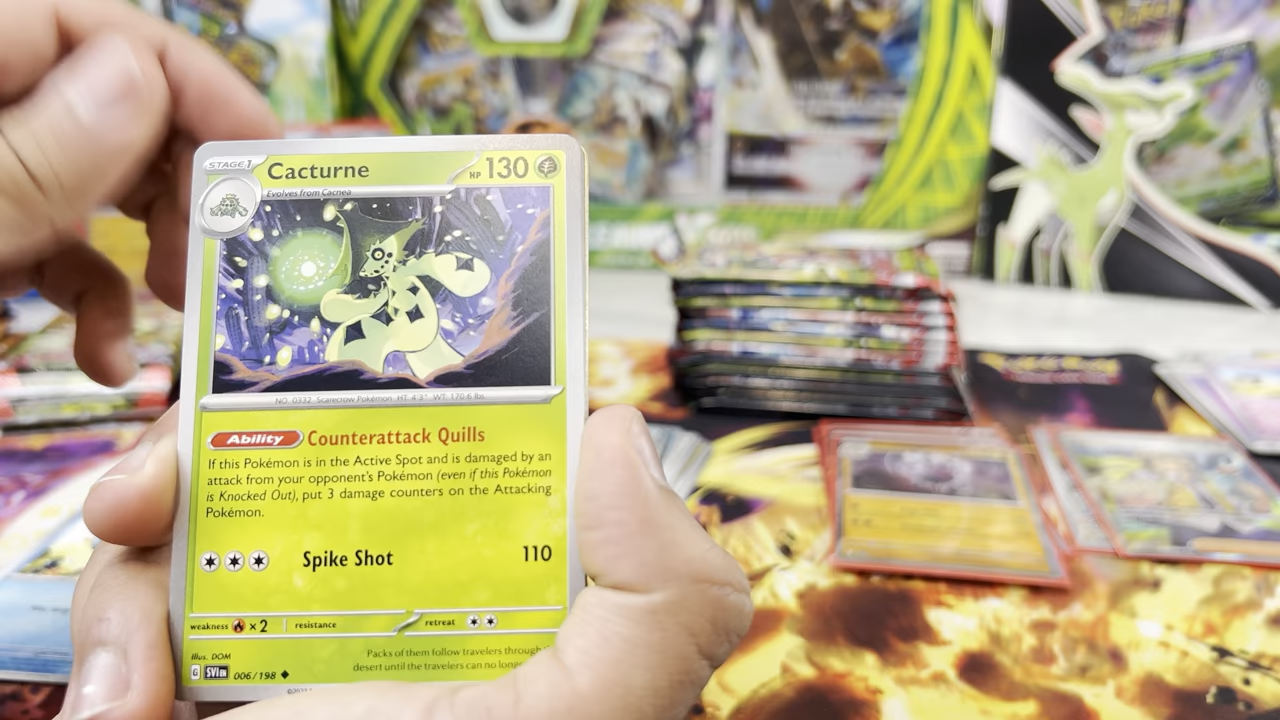 STAGE 1
Cacturne
HP 130
Evolves from Cacnea
NO. 0332 Scarecrow Pokémon HT: 4'3" WT: 170.6 lbs
Ability Counterattack Quills
If this Pokémon is in the Active Spot and is damaged by an
attack from your opponent's Pokémon (even if this Pokémon
is Knocked Out), put 3 damage counters on the Attacking
Pokémon.
Spike Shot 110
weakness ×2 resistance retreat
Illus. DOM
Packs of them follow travelers through
desert until the travelers can no
G SVI EN 006/198